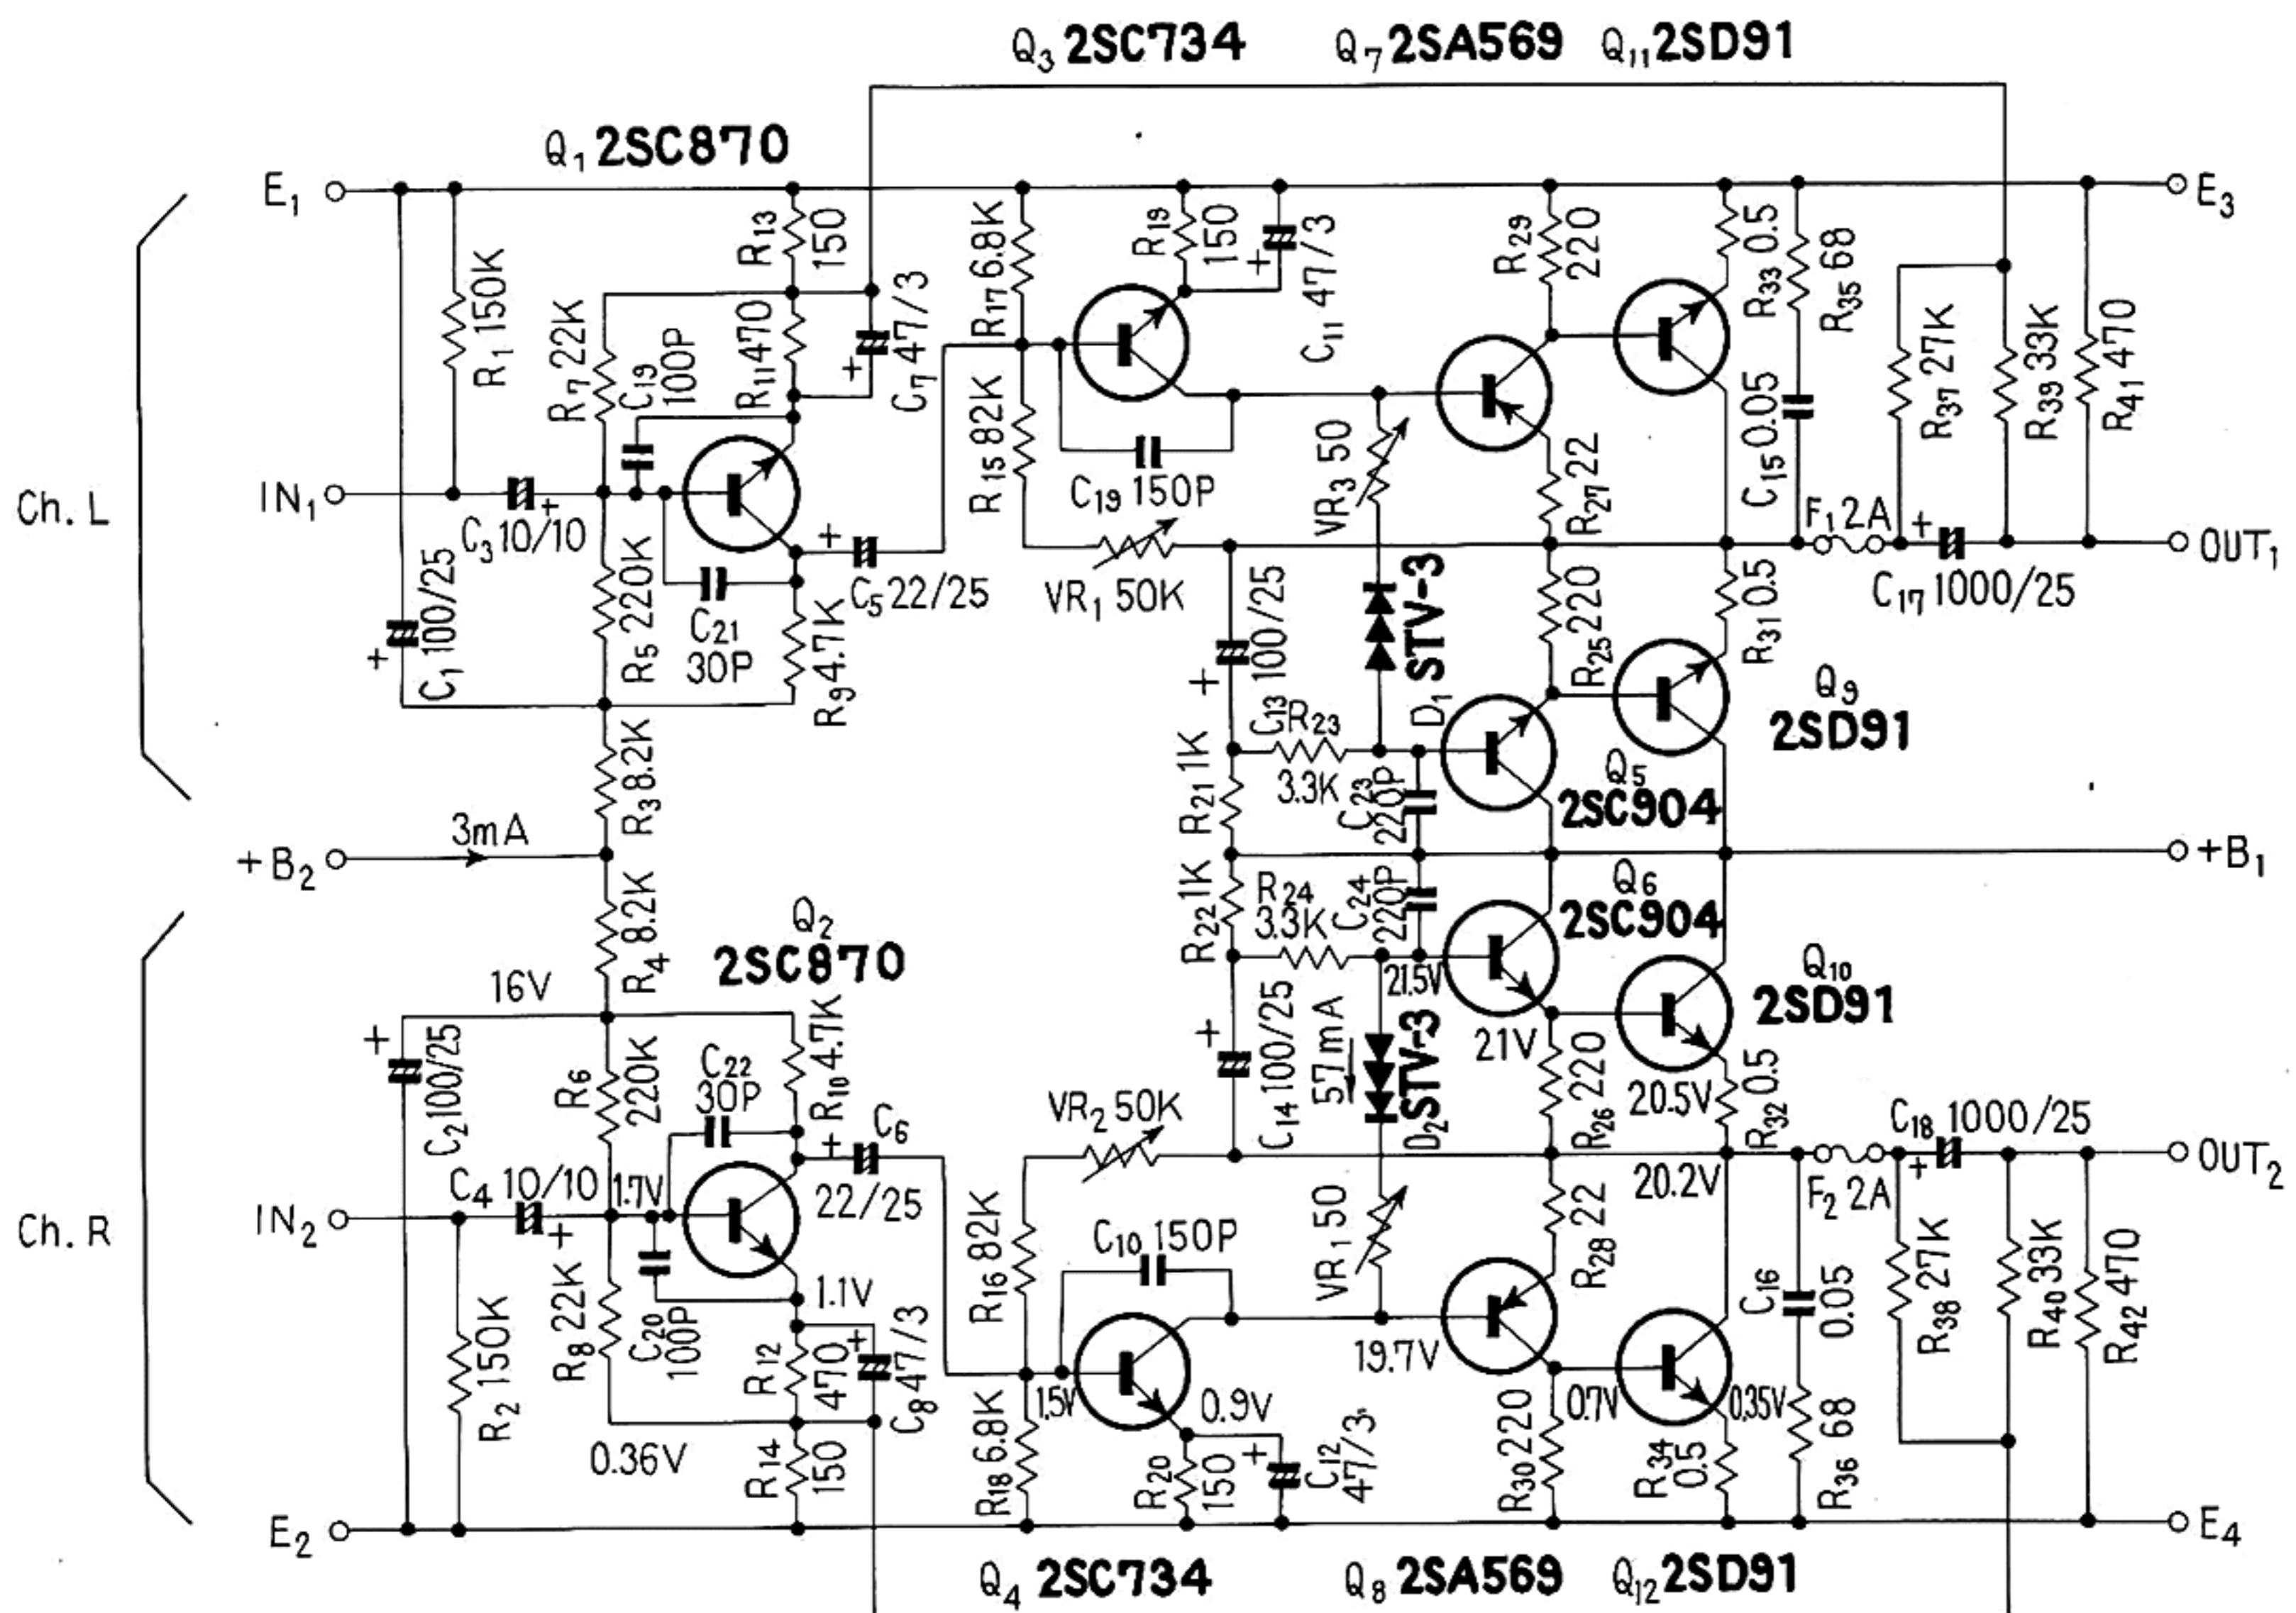 Q3 2SC734
Q7 2SA569
Q11 2SD91
Q1 2SC870
E1
R13 150
R1 150K
R7 22K
C19 100P
R11 470
C7 47/3
R17 6.8K
R19 150
C11 47/3
R29 220
R33 0.5
R35 68
E3
Ch. L
IN1
C3 10/10
+
C1 100/25
+
R5 220K
C21
30P
R9 4.7K
+
C5 22/25
+
R15 82K
C19 150P
VR1 50K
VR3 50
R27 22
C15 0.05
F1 2A
+
C17 1000/25
R37 27K
R39 33K
R41 470
OUT1
C13 100/25
+
D1 STV-3
R25 220
R31 0.5
Q9
2SD91
R23
3.3K
R21 1K
C23
220P
Q5
2SC904
R3 8.2K
3mA
+B2
+B1
R4 8.2K
Q2
2SC870
R22 1K
R24
3.3K
C24
220P
Q6
2SC904
Q10
2SD91
16V
+
C2 100/25
R6
220K
C22
30P
R10 4.7K
21.5V
21V
20.5V
C14 100/25
+
57mA
D2 STV-3
R26 220
R32 0.5
Ch. R
IN2
C4 10/10
+
1.7V
+
C6
22/25
VR2 50K
20.2V
F2 2A
C18 1000/25
+
OUT2
R2 150K
R8 22K
C20
100P
1.1V
R12
470
+
C8 47/3
R16 82K
C10 150P
VR1 50
19.7V
R28 22
C16
0.05
R38 27K
R40 33K
R42 470
0.36V
R14
150
1.5V
R18 6.8K
0.9V
R20
150
+
C12
47/3
0.7V
R30 220
0.35V
R34
0.5
R36 68
E2
E4
Q4 2SC734
Q8 2SA569
Q12 2SD91